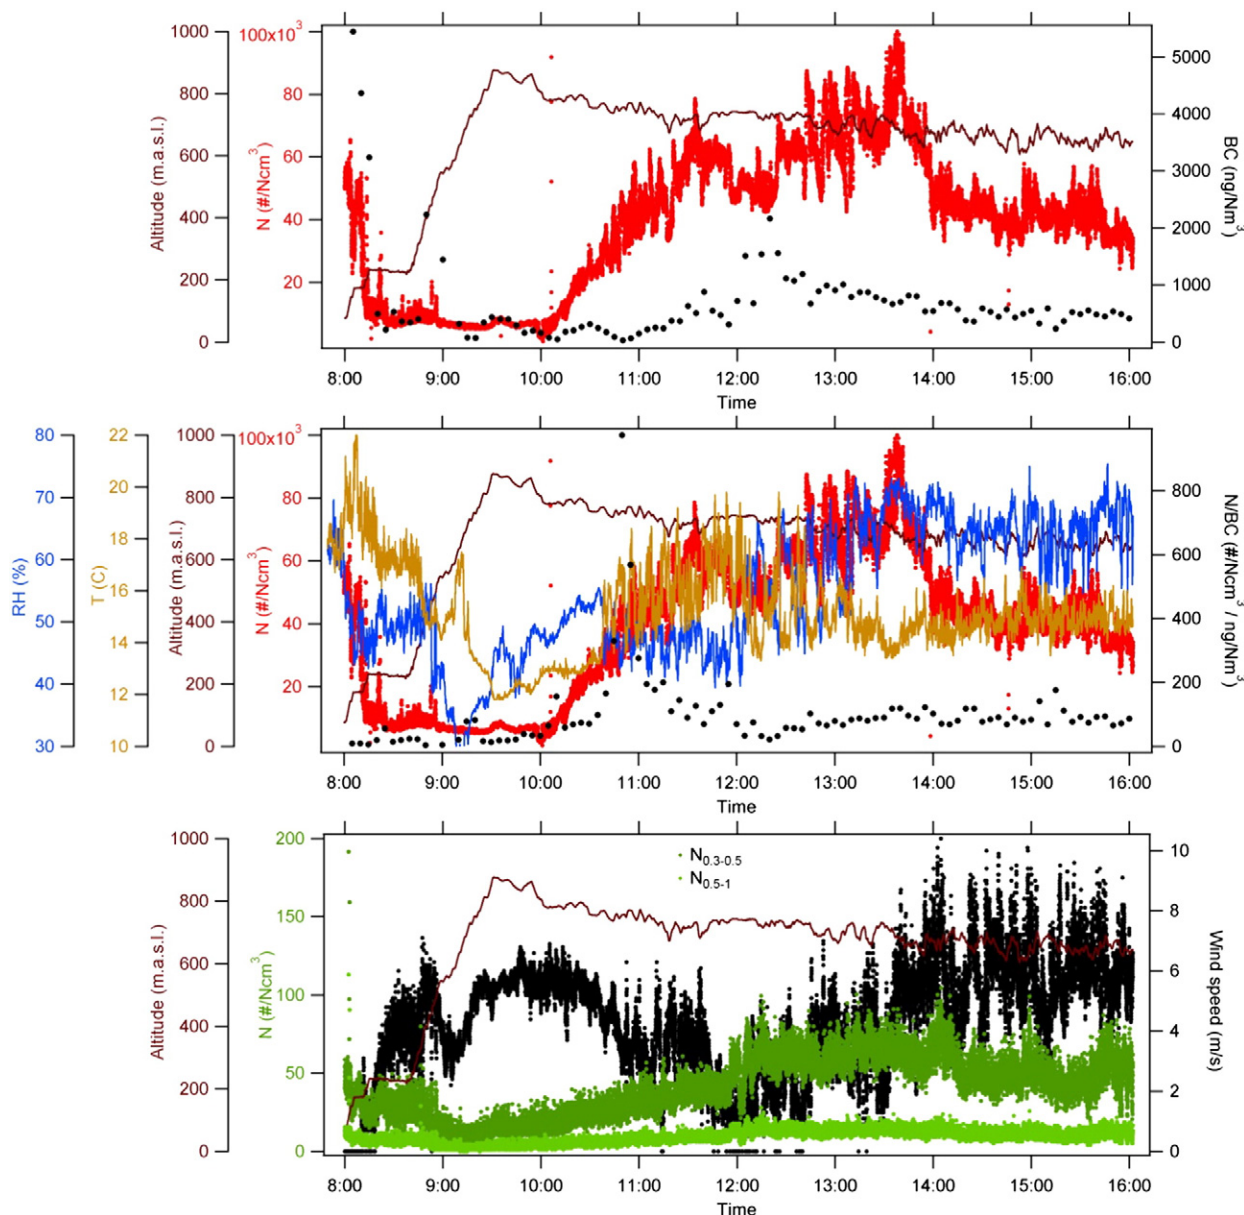 1000
800
600
400
200
0
Altitude (m.a.s.l.)
100x10³
80
60
40
20
N (#/Ncm³)
5000
4000
3000
2000
1000
0
BC (ng/Nm³)
8:00 9:00 10:00 11:00 12:00 13:00 14:00 15:00 16:00
Time
80
70
60
50
40
30
RH (%)
22
20
18
16
14
12
10
T (C)
1000
800
600
400
200
0
Altitude (m.a.s.l.)
100x10³
80
60
40
20
N (#/Ncm³)
800
600
400
200
0
N/BC (#/Ncm³ / ng/Nm³)
8:00 9:00 10:00 11:00 12:00 13:00 14:00 15:00 16:00
Time
1000
800
600
400
200
0
Altitude (m.a.s.l.)
200
150
100
50
0
N (#/Ncm³)
N0.3-0.5
N0.5-1
10
8
6
4
2
0
Wind speed (m/s)
8:00 9:00 10:00 11:00 12:00 13:00 14:00 15:00 16:00
Time